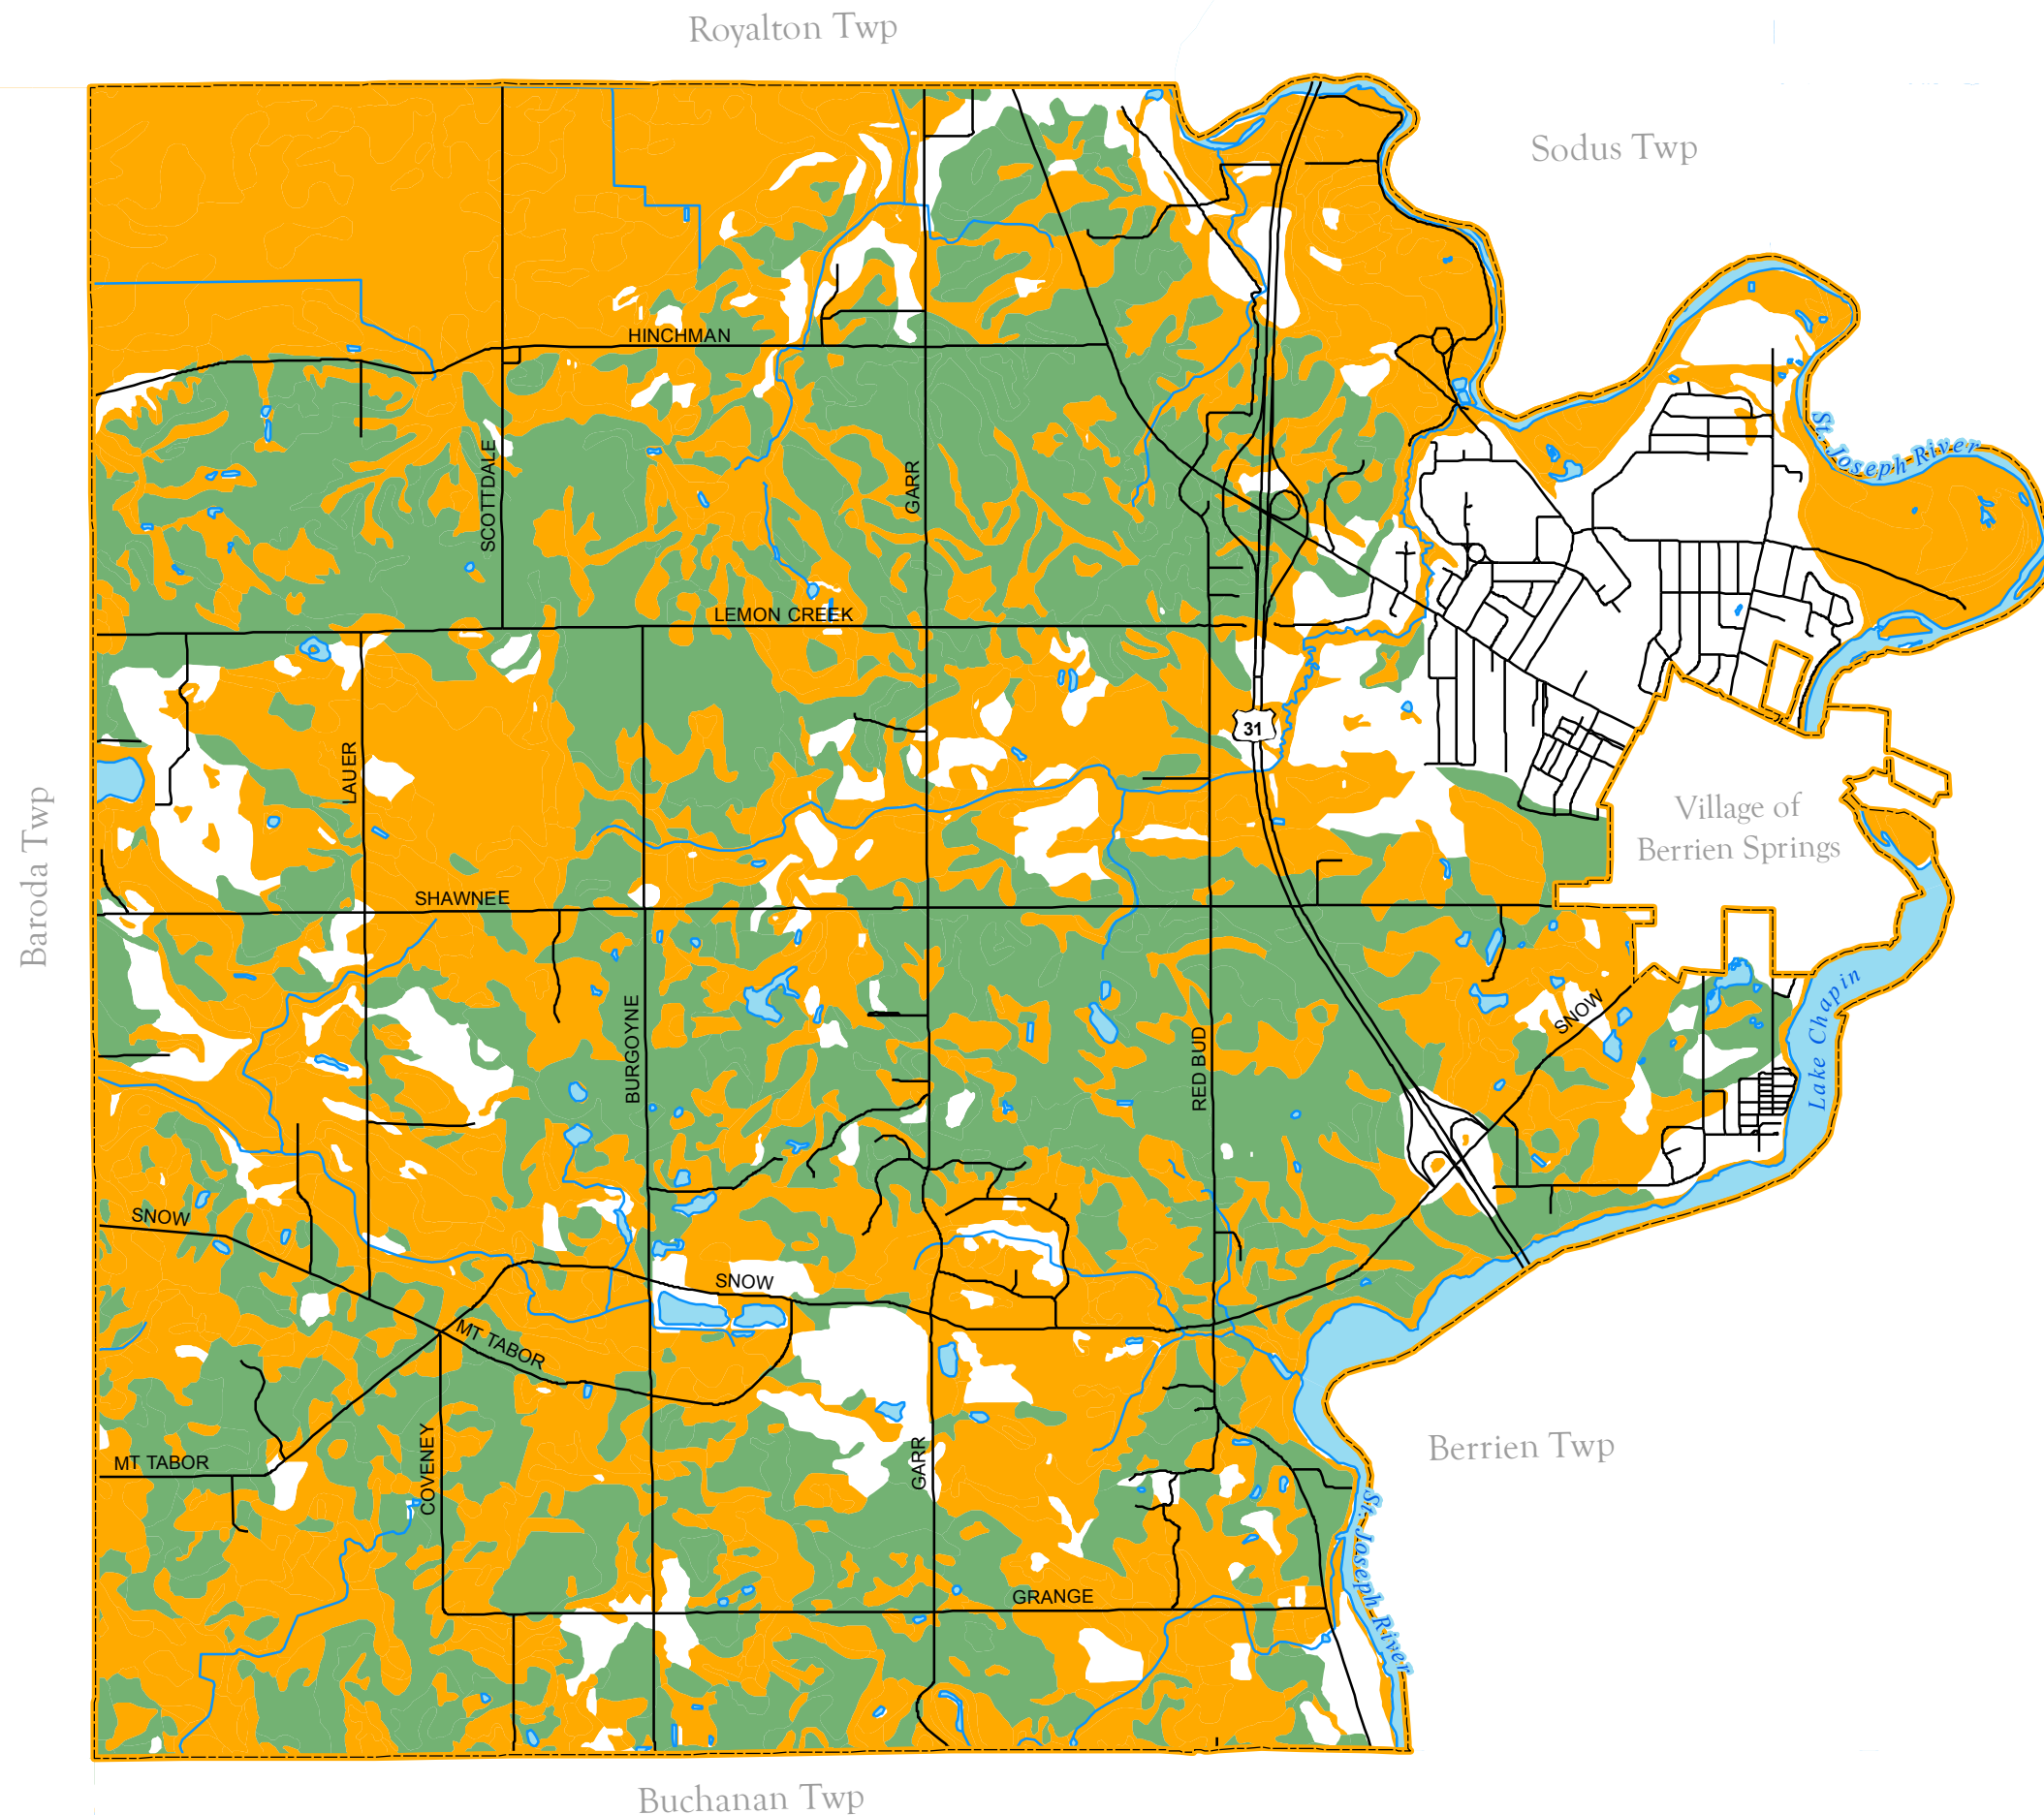 Royalton Twp
Sodus Twp
HINCHMAN
St. Joseph River
SCOTTDALE
GARR
LEMON CREEK
31
LAUER
Baroda Twp
Village of
Berrien Springs
SHAWNEE
Lake Chapin
SNOW
BURGOYNE
RED BUD
SNOW
SNOW
MT TABOR
MT TABOR
COVENEY
GARR
Berrien Twp
St. Joseph River
GRANGE
Buchanan Twp